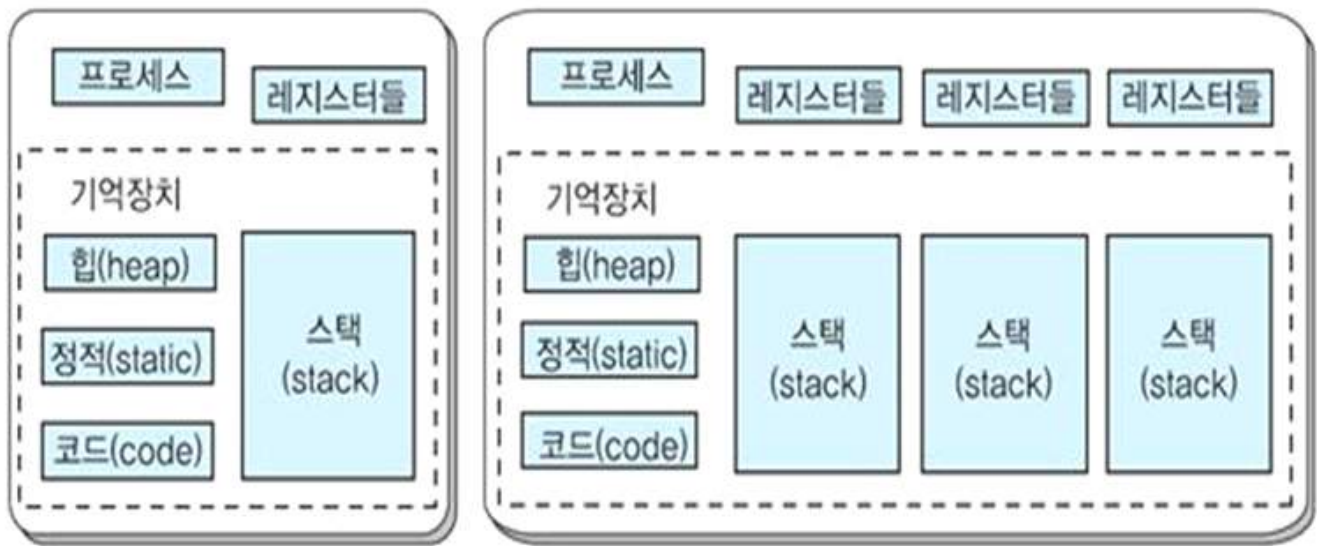 프로세스
레지스터들
기억장치
힙(heap)
정적(static)
코드(code)
스택
(stack)
프로세스
레지스터들
레지스터들
레지스터들
기억장치
힙(heap)
정적(static)
코드(code)
스택
(stack)
스택
(stack)
스택
(stack)